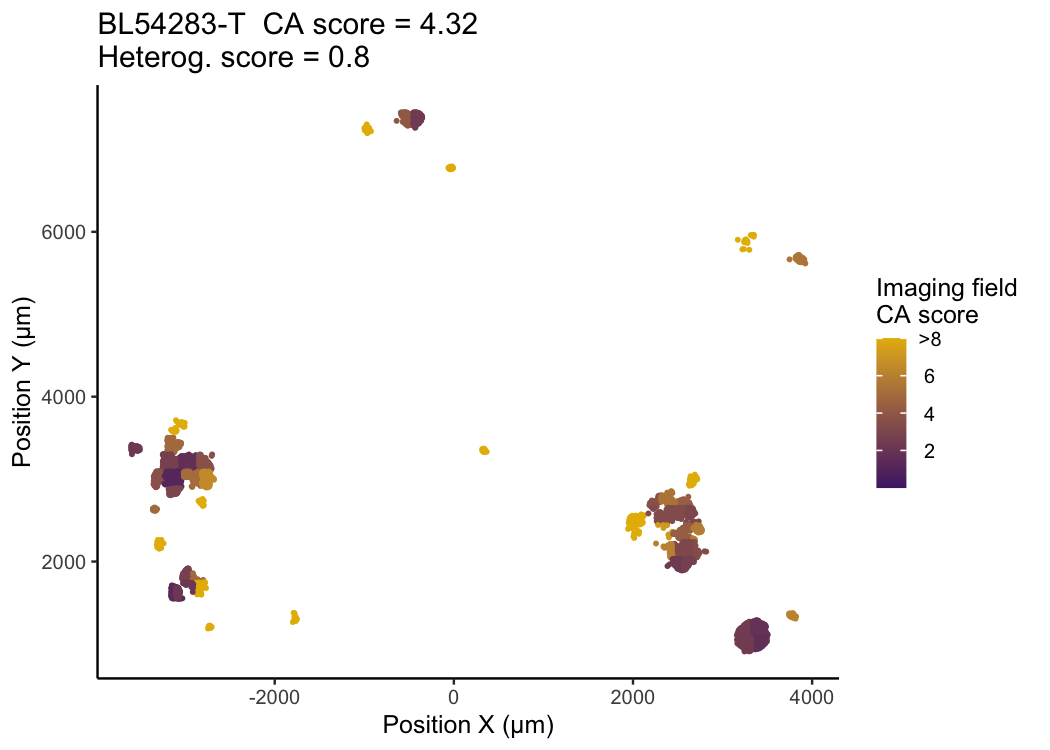 BL54283-T  CA score = 4.32
Heterog. score = 0.8
Imaging field
CA score
>8
6
4
2
Position Y (μm)
6000
4000
2000
-2000
0
2000
4000
Position X (μm)